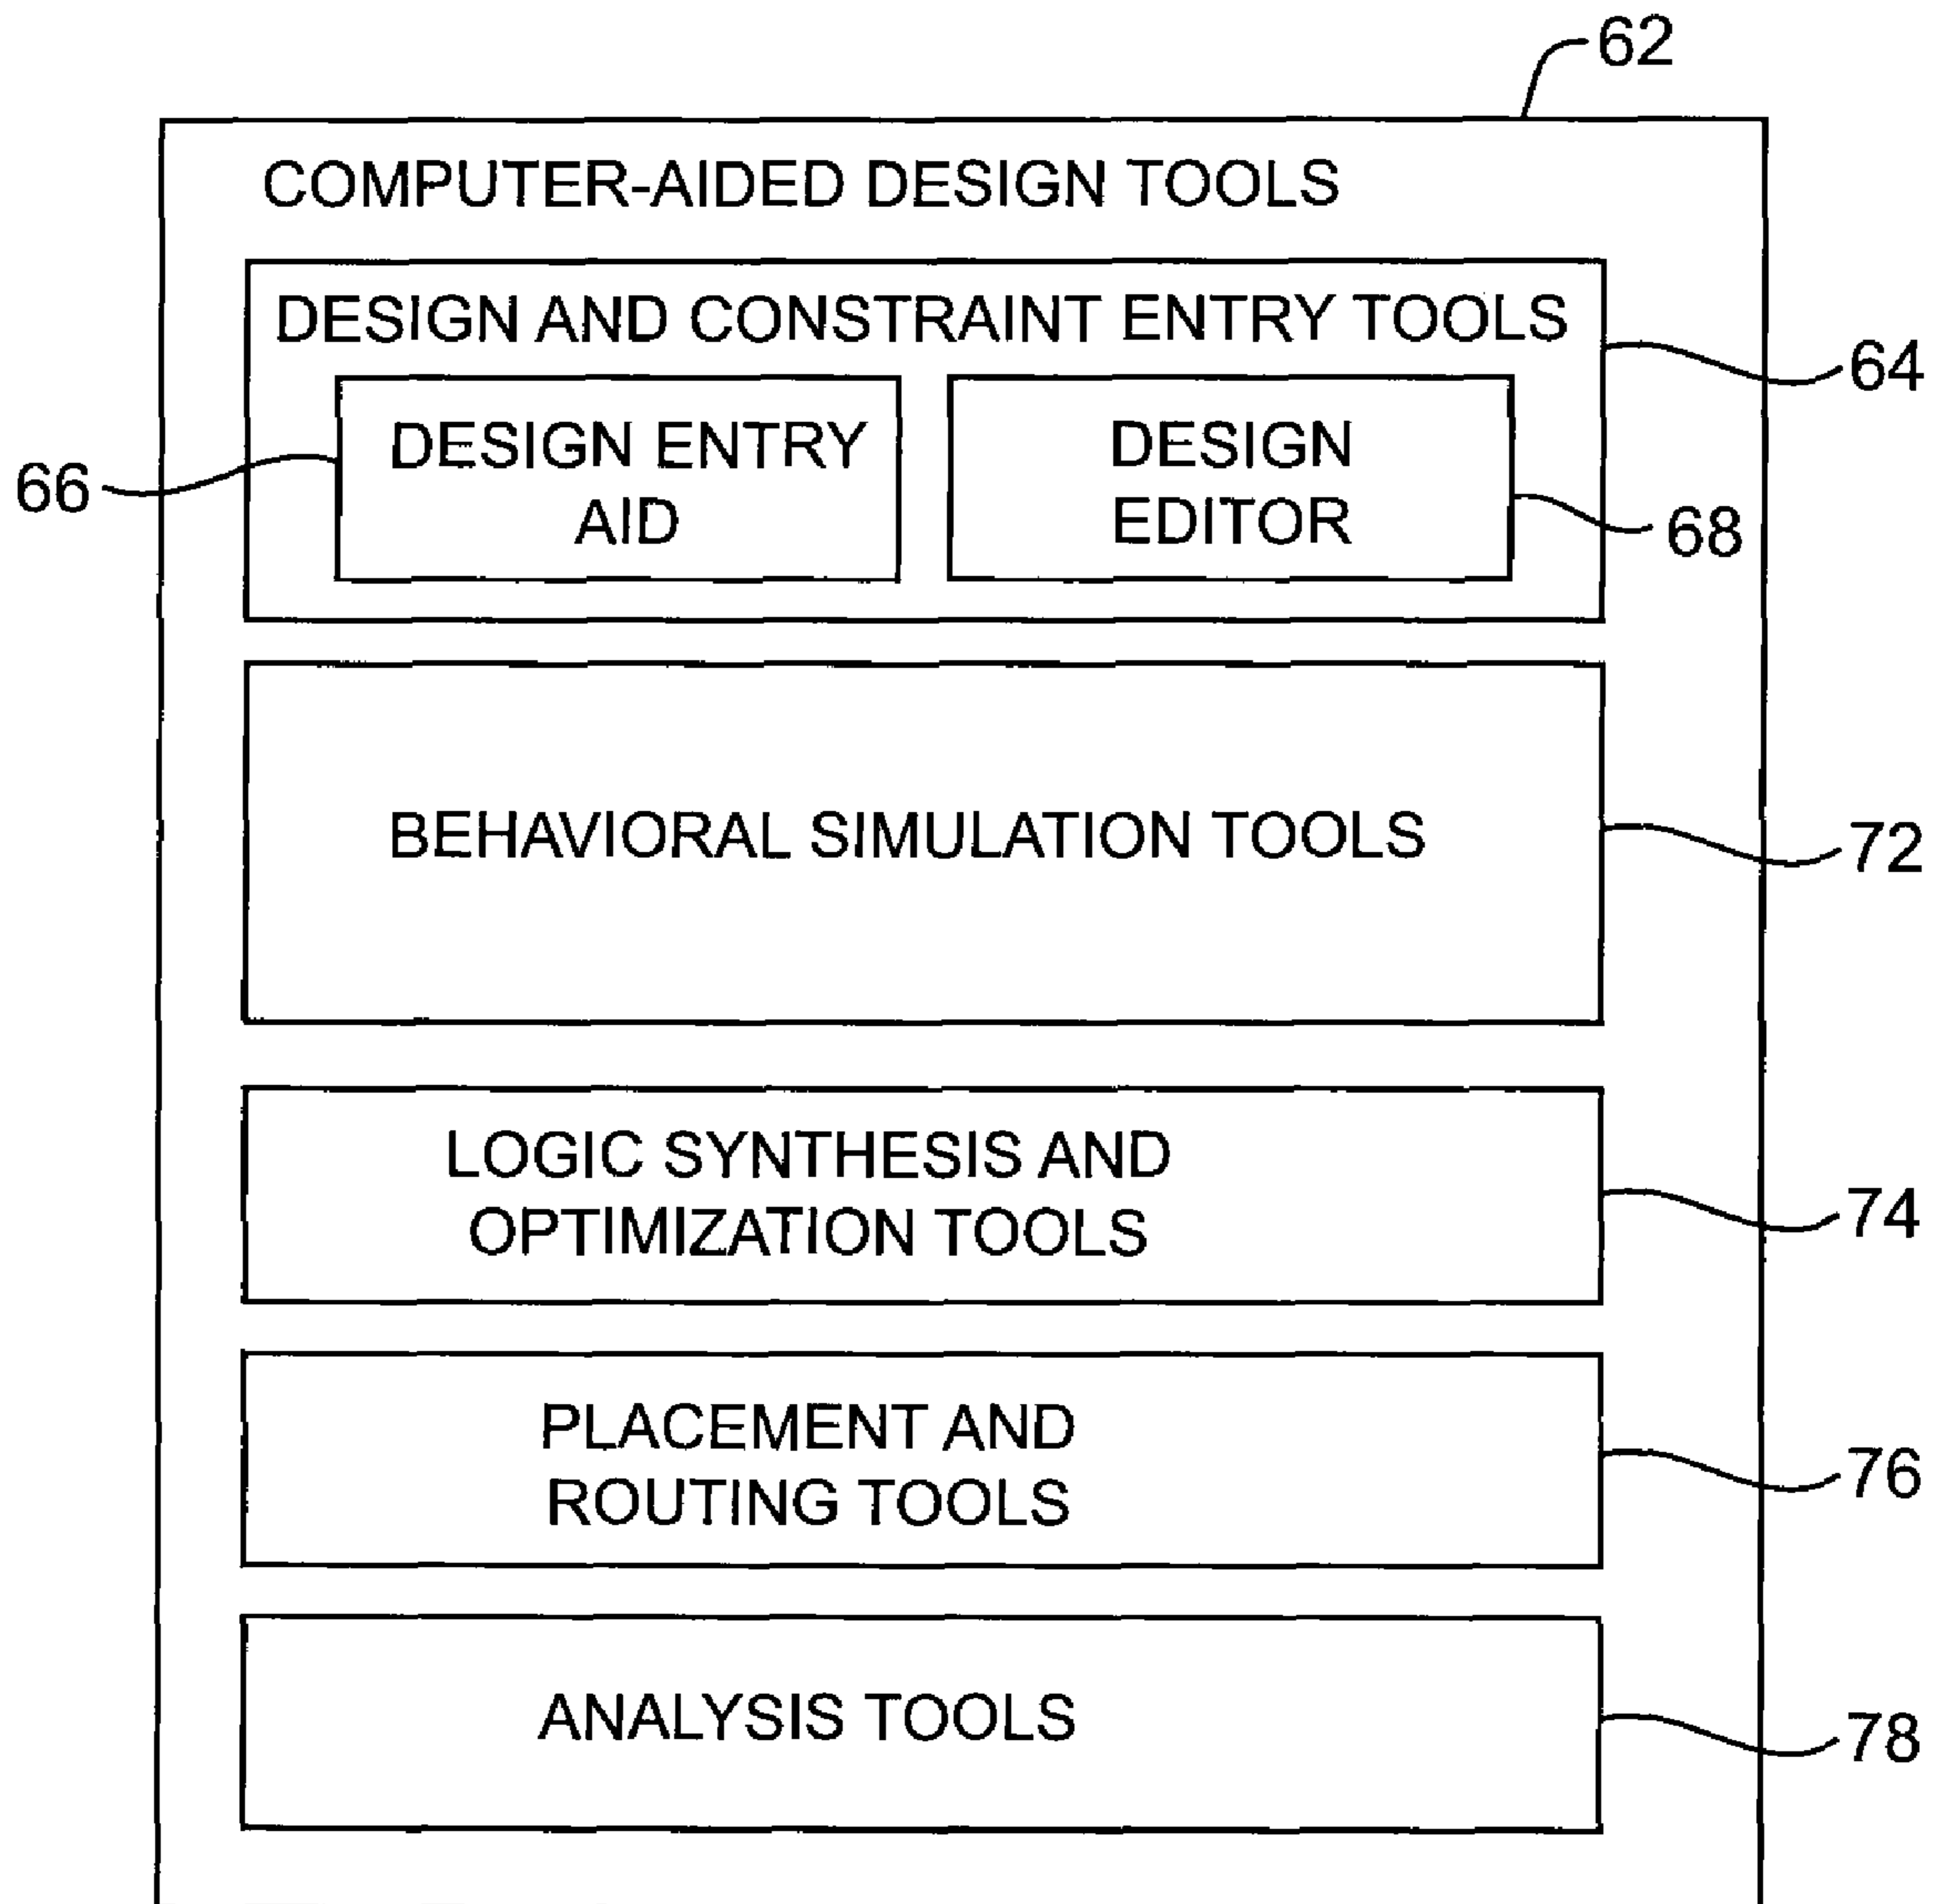 62
COMPUTER-AIDED DESIGN TOOLS
DESIGN AND CONSTRAINT ENTRY TOOLS
64
DESIGN ENTRY
AID
66
DESIGN
EDITOR
68
BEHAVIORAL SIMULATION TOOLS
72
LOGIC SYNTHESIS AND
OPTIMIZATION TOOLS
74
PLACEMENT AND
ROUTING TOOLS
76
ANALYSIS TOOLS
78